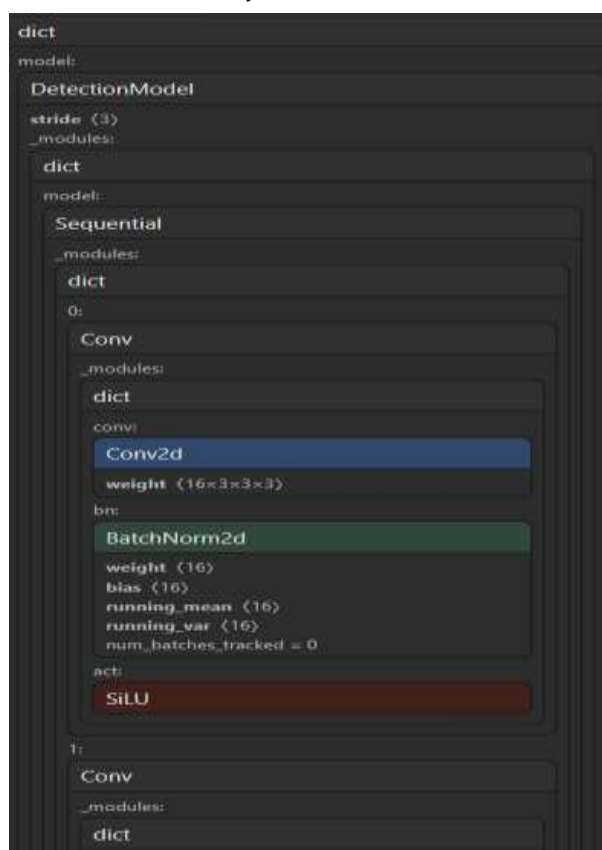 dict
model:
DetectionModel
stride ⟨3⟩
_modules:
dict
model:
Sequential
_modules:
dict
0:
Conv
_modules:
dict
conv:
Conv2d
weight ⟨16×3×3×3⟩
bn:
BatchNorm2d
weight ⟨16⟩
bias ⟨16⟩
running_mean ⟨16⟩
running_var ⟨16⟩
num_batches_tracked = 0
act:
SiLU
1:
Conv
_modules:
dict